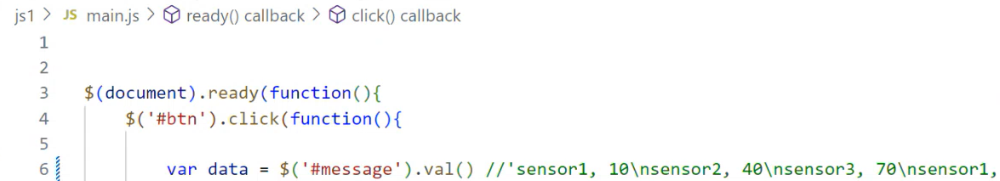 js1 > JS main.js > ready() callback > click() callback
1
2
3 $(document).ready(function(){
4 $('#btn').click(function(){
5
6 var data = $('#message').val() //'sensor1, 10\nsensor2, 40\nsensor3, 70\nsensor1,